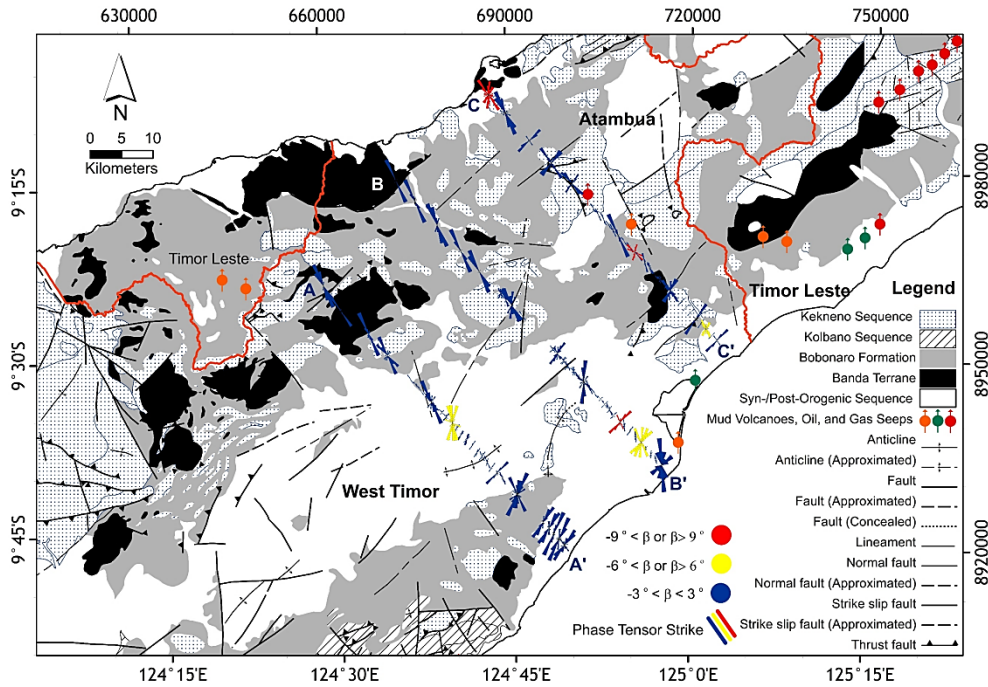 630000 660000 690000 720000 750000
N
0 5 10
Kilometers
C
Atambua
B
9°15'S
980000
Timor Leste
A
Timor Leste
Legend
Kekneno Sequence
Kolbano Sequence
Bobonaro Formation
Banda Terrane
Syn-/Post-Orogenic Sequence
Mud Volcanoes, Oil, and Gas Seeps
Anticline
Anticline (Approximated)
Fault
Fault (Approximated)
Fault (Concealed)
Lineament
Normal fault
Normal fault (Approximated)
Strike slip fault
Strike slip fault (Approximated)
Thrust fault
C'
9°30'S
8950000
West Timor
B'
9°45'S
8920000
A'
-9° < β or β > 9°
-6° < β or β > 6°
-3° < β < 3°
Phase Tensor Strike
124°15'E 124°30'E 124°45'E 125°0'E 125°15'E